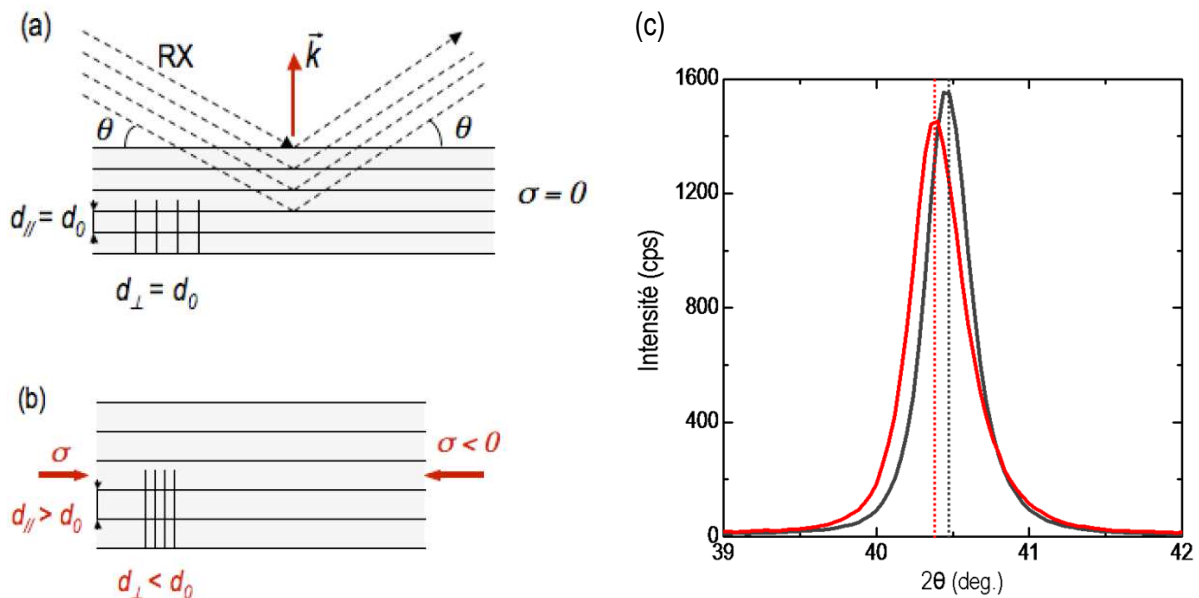 (a)
RX
k⃗
θ
θ
σ = 0
d// = d0
d⊥ = d0
(b)
σ
σ < 0
d// > d0
d⊥ < d0
(c)
1600
1200
800
400
0
39
40
41
42
Intensité (cps)
2θ (deg.)